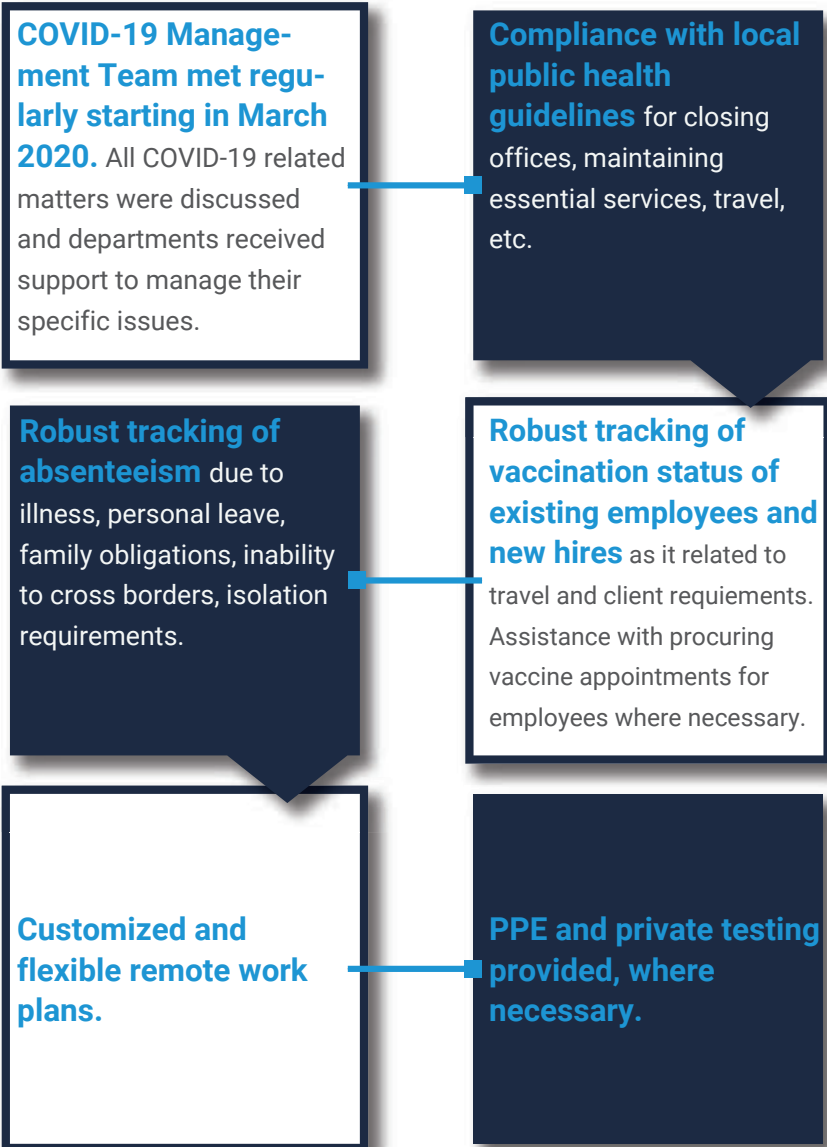 COVID-19 Manage-
ment Team met regu-
larly starting in March
2020. All COVID-19 related
matters were discussed
and departments received
support to manage their
specific issues.
Compliance with local
public health
guidelines for closing
offices, maintaining
essential services, travel,
etc.
Robust tracking of
vaccination status of
existing employees and
new hires as it related to
travel and client requiements.
Assistance with procuring
vaccine appointments for
employees where necessary.
Robust tracking of
absenteeism due to
illness, personal leave,
family obligations, inability
to cross borders, isolation
requirements.
Customized and
flexible remote work
plans.
PPE and private testing
provided, where
necessary.